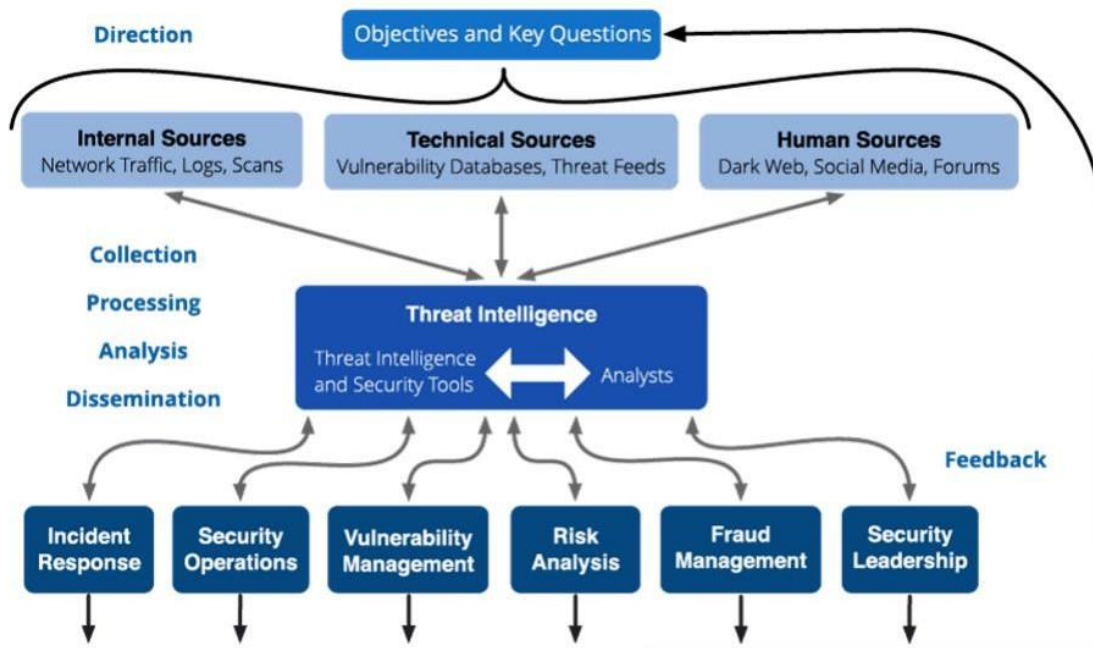 Direction
Objectives and Key Questions
Internal Sources
Network Traffic, Logs, Scans
Technical Sources
Vulnerability Databases, Threat Feeds
Human Sources
Dark Web, Social Media, Forums
Collection
Processing
Analysis
Dissemination
Threat Intelligence
Threat Intelligence
and Security Tools
Analysts
Feedback
Incident
Response
Security
Operations
Vulnerability
Management
Risk
Analysis
Fraud
Management
Security
Leadership